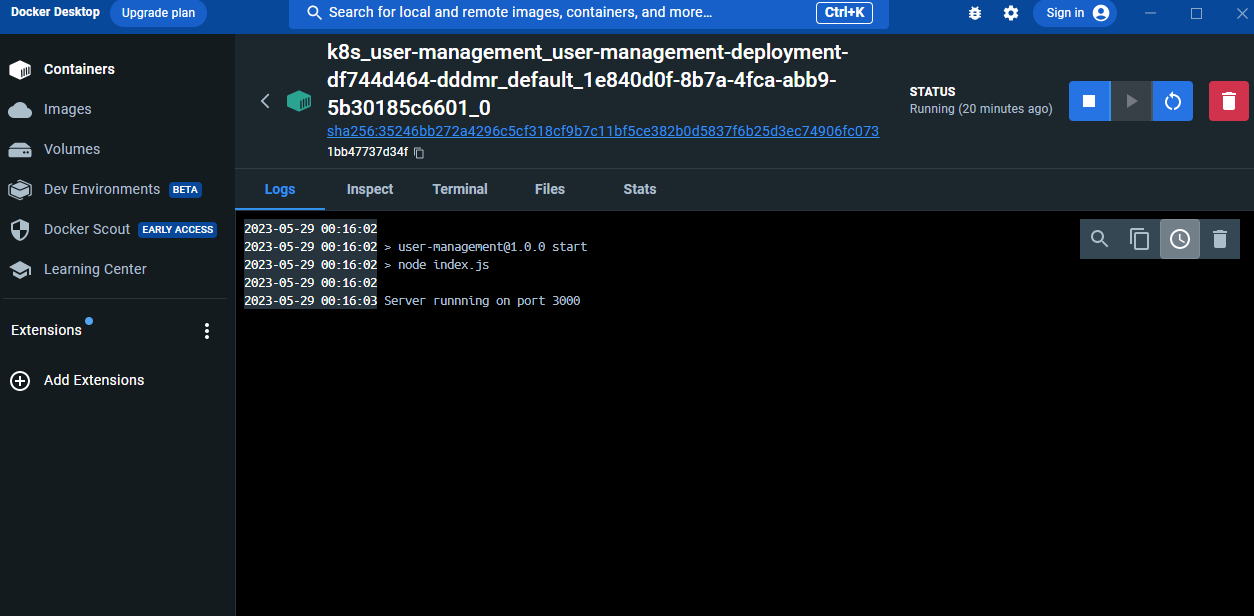 Docker Desktop
Upgrade plan
Search for local and remote images, containers, and more...
Ctrl+K
Sign in
Containers
Images
Volumes
Dev Environments BETA
Docker Scout EARLY ACCESS
Learning Center
Extensions
Add Extensions
k8s_user-management_user-management-deployment-
df744d464-dddmr_default_1e840d0f-8b7a-4fca-abb9-
5b30185c6601_0
sha256:35246bb272a4296c5cf318cf9b7c11bf5ce382b0d5837f6b25d3ec74906fc073
1bb47737d34f
STATUS
Running (20 minutes ago)
Logs
Inspect
Terminal
Files
Stats
2023-05-29 00:16:02
2023-05-29 00:16:02 > user-management@1.0.0 start
2023-05-29 00:16:02 > node index.js
2023-05-29 00:16:02
2023-05-29 00:16:03 Server runnning on port 3000